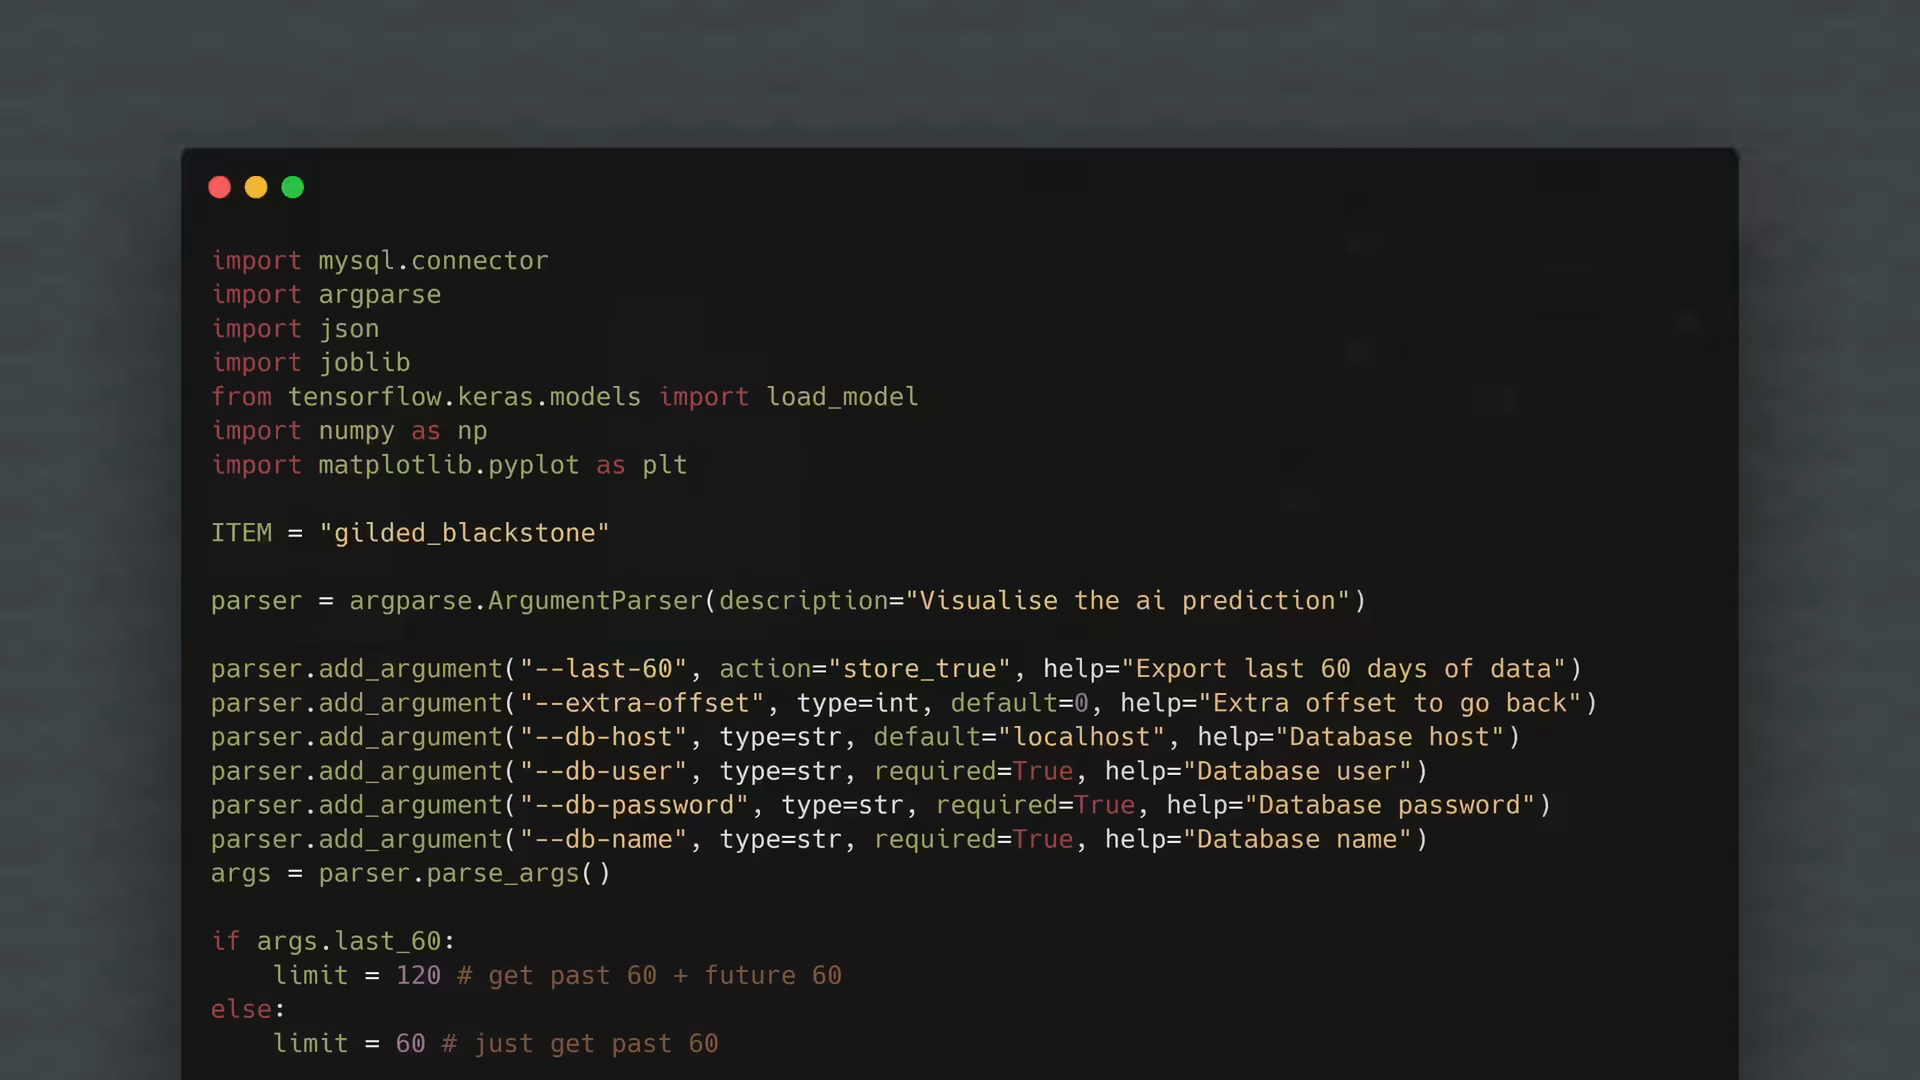 import mysql.connector
import argparse
import json
import joblib
from tensorflow.keras.models import load_model
import numpy as np
import matplotlib.pyplot as plt
ITEM = "gilded_blackstone"
parser = argparse.ArgumentParser(description="Visualise the ai prediction")
parser.add_argument("--last-60", action="store_true", help="Export last 60 days of data")
parser.add_argument("--extra-offset", type=int, default=0, help="Extra offset to go back")
parser.add_argument("--db-host", type=str, default="localhost", help="Database host")
parser.add_argument("--db-user", type=str, required=True, help="Database user")
parser.add_argument("--db-password", type=str, required=True, help="Database password")
parser.add_argument("--db-name", type=str, required=True, help="Database name")
args = parser.parse_args()
if args.last_60:
    limit = 120 # get past 60 + future 60
else:
    limit = 60 # just get past 60